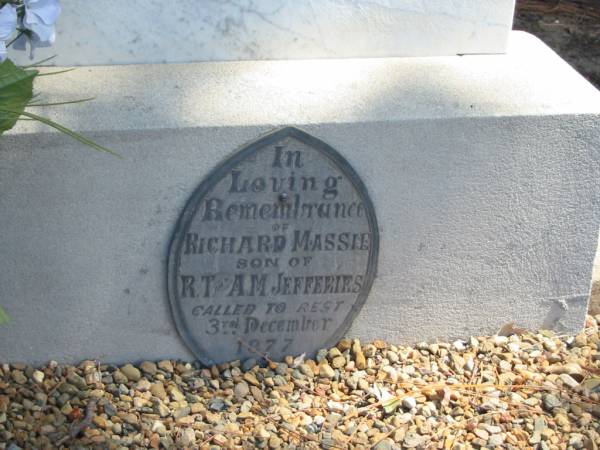 In
Loving
Remembrance
OF
RICHARD MASSIE
SON OF
R.T & A.M JEFFERIES
CALLED TO REST
3rd December
1877